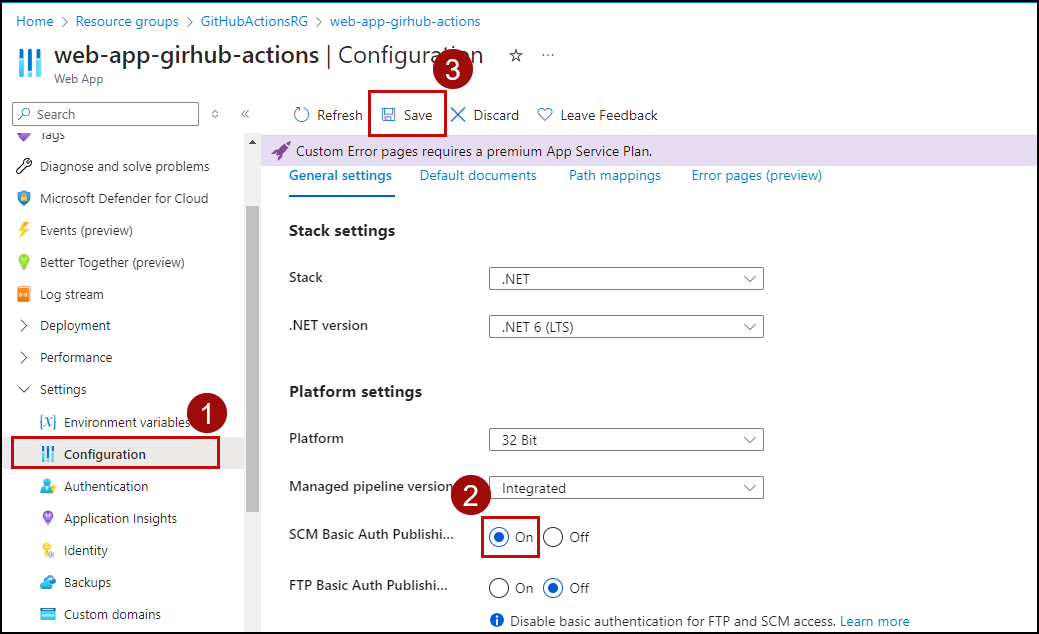 Home > Resource groups > GitHubActionsRG > web-app-girhub-actions
web-app-girhub-actions | Configuration ☆ ...
Web App
3
Search
Refresh Save Discard Leave Feedback
Tags
Custom Error pages requires a premium App Service Plan.
Diagnose and solve problems
General settings Default documents Path mappings Error pages (preview)
Microsoft Defender for Cloud
Events (preview)
Stack settings
Better Together (preview)
Stack .NET
Log stream
Deployment
.NET version .NET 6 (LTS)
Performance
Settings
Platform settings
1
Environment variables
Platform 32 Bit
Configuration
Authentication
Managed pipeline version Integrated
2
Application Insights
SCM Basic Auth Publishi... On Off
Identity
Backups
FTP Basic Auth Publishi... On Off
Custom domains
Disable basic authentication for FTP and SCM access. Learn more